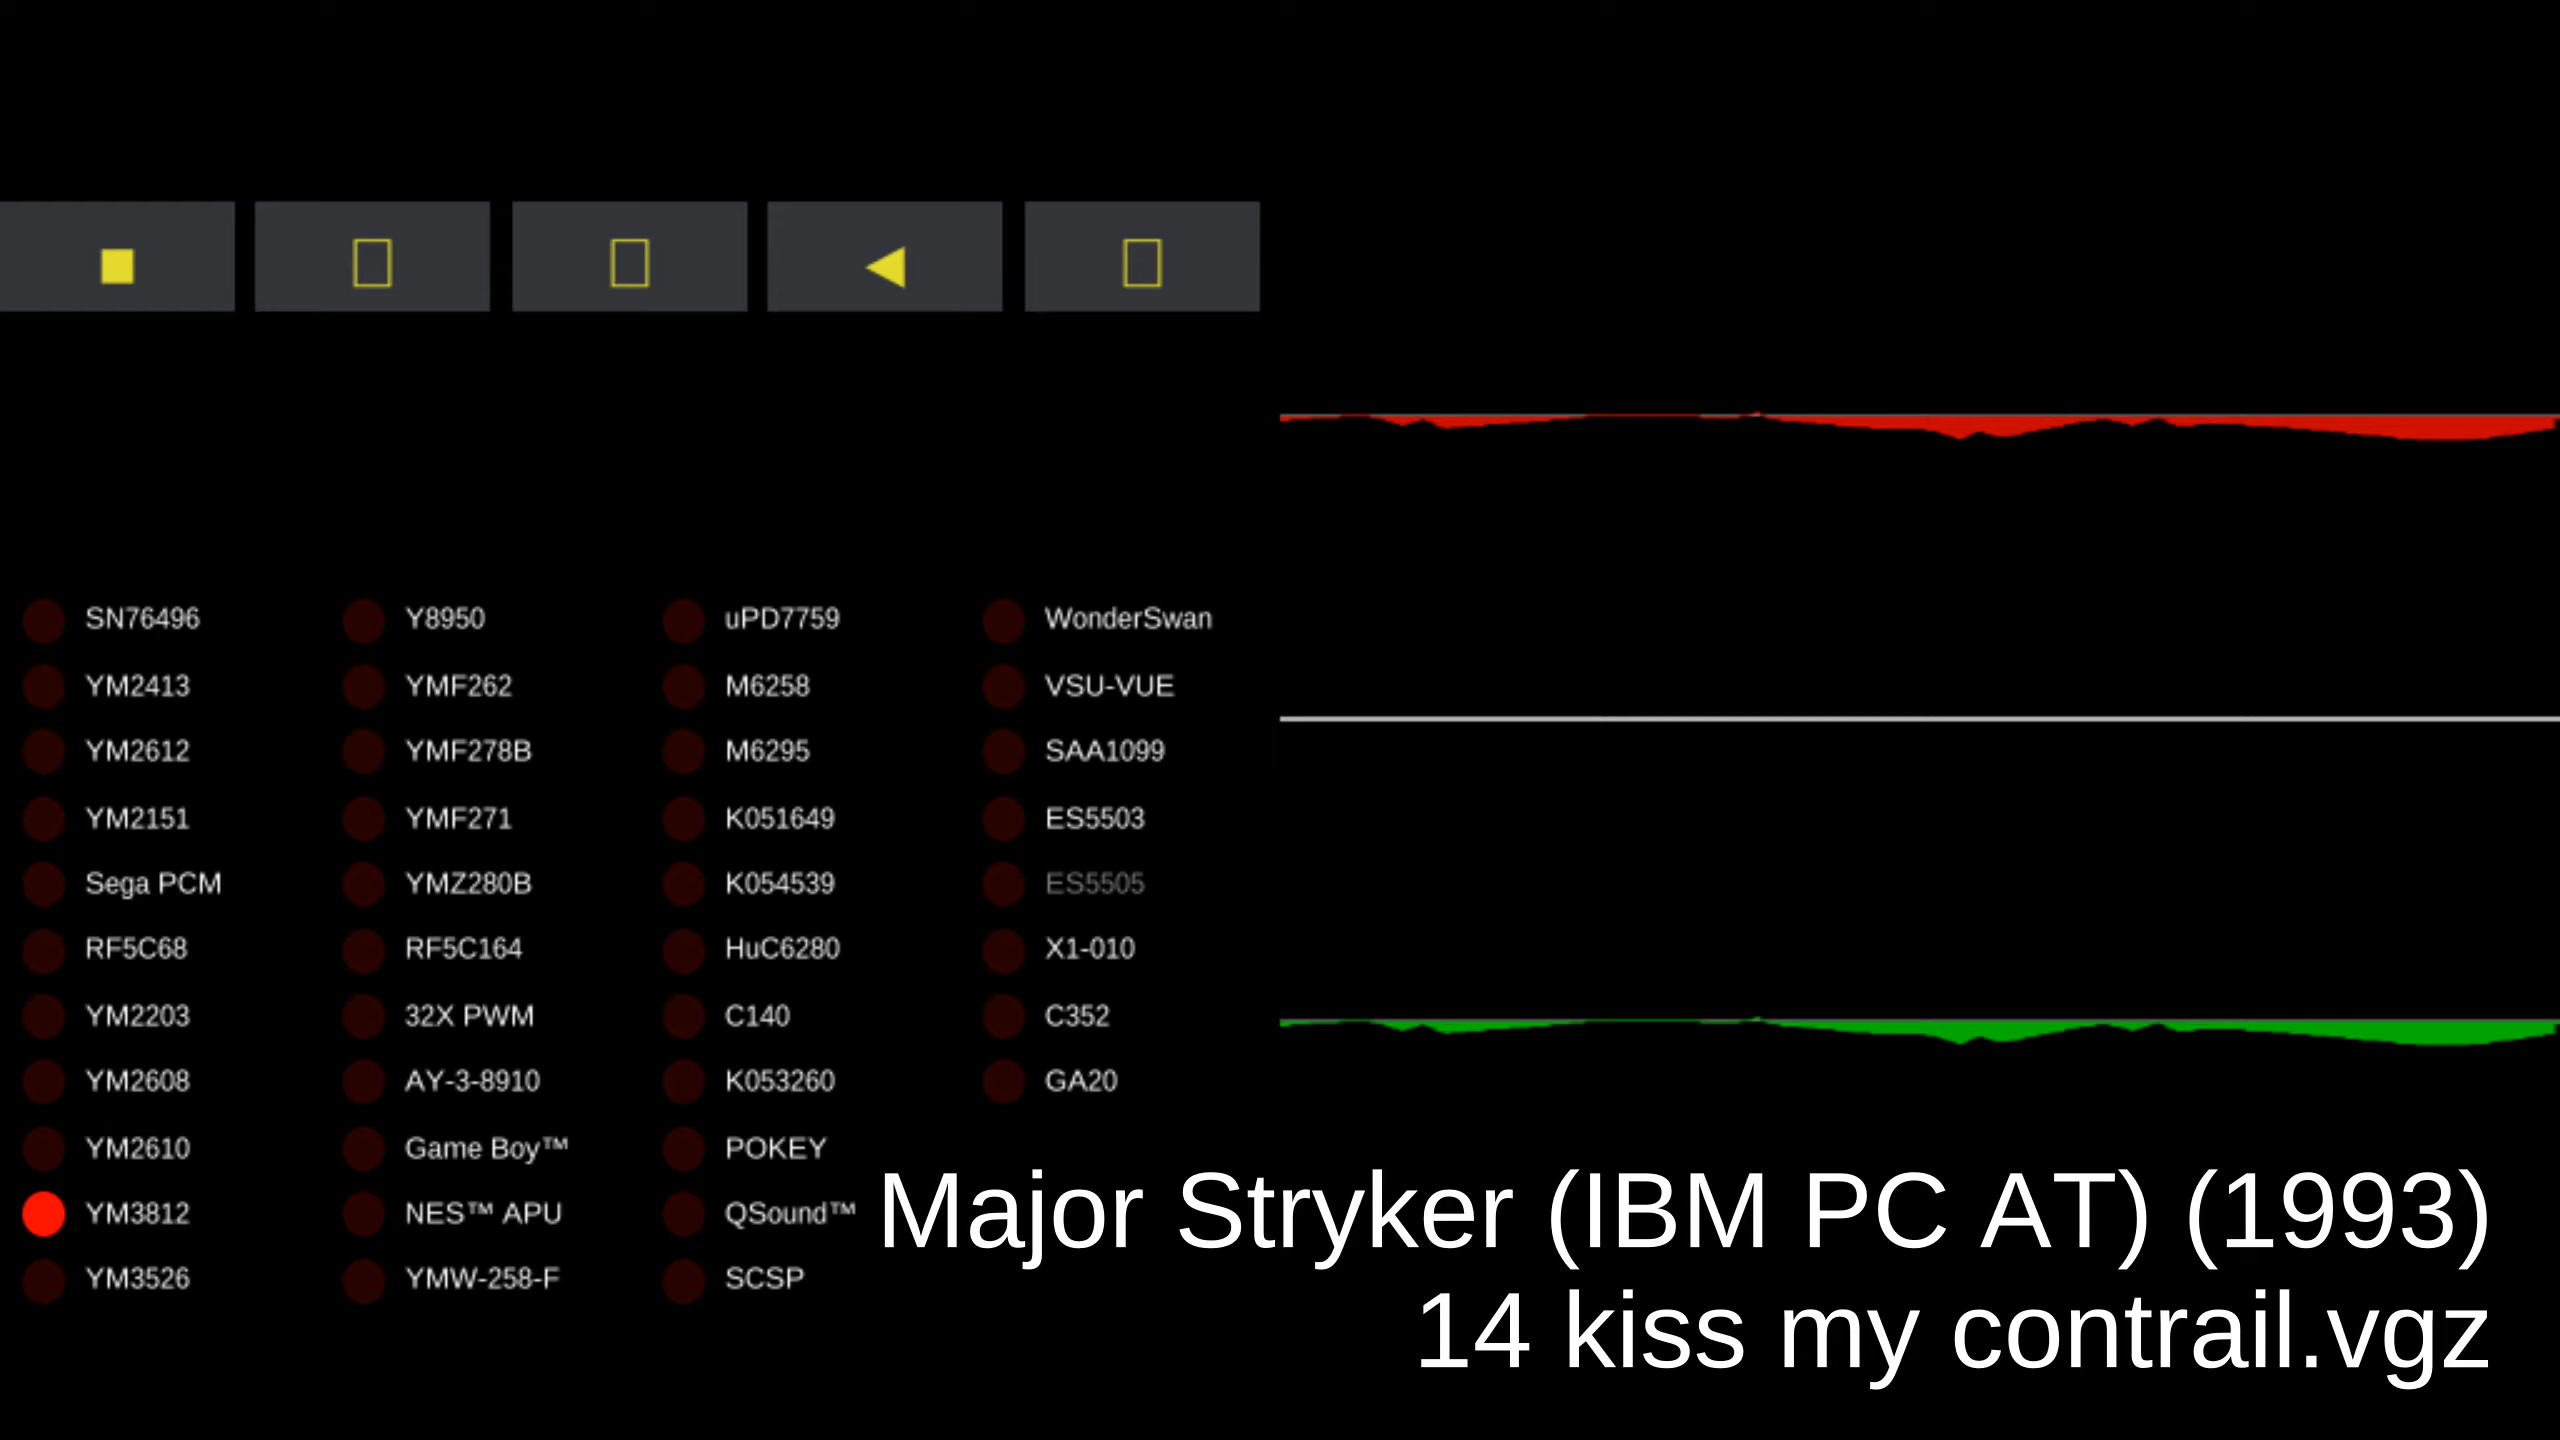 SN76496
YM2413
YM2612
YM2151
Sega PCM
RF5C68
YM2203
YM2608
YM2610
YM3812
YM3526
Y8950
YMF262
YMF278B
YMF271
YMZ280B
RF5C164
32X PWM
AY-3-8910
Game Boy™
NES™ APU
YMW-258-F
uPD7759
M6258
M6295
K051649
K054539
HuC6280
C140
K053260
POKEY
QSound™
SCSP
WonderSwan
VSU-VUE
SAA1099
ES5503
ES5505
X1-010
C352
GA20
Major Stryker (IBM PC AT) (1993)
14 kiss my contrail.vgz